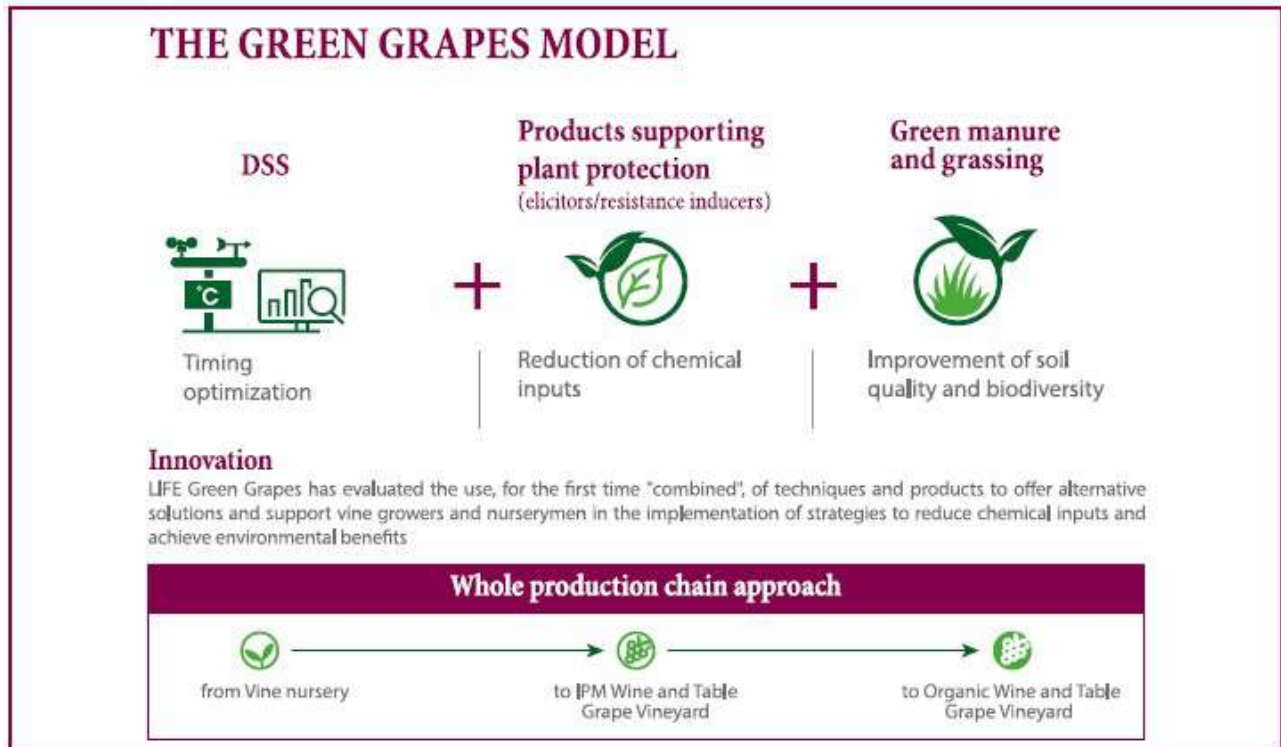 THE GREEN GRAPES MODEL
DSS
Products supporting
plant protection
(elicitors/resistance inducers)
Green manure
and grassing
°C
Timing
optimization
Reduction of chemical
inputs
Improvement of soil
quality and biodiversity
Innovation
LIFE Green Grapes has evaluated the use, for the first time "combined", of techniques and products to offer alternative
solutions and support vine growers and nurserymen in the implementation of strategies to reduce chemical inputs and
achieve environmental benefits
Whole production chain approach
from Vine nursery
to IPM Wine and Table
Grape Vineyard
to Organic Wine and Table
Grape Vineyard